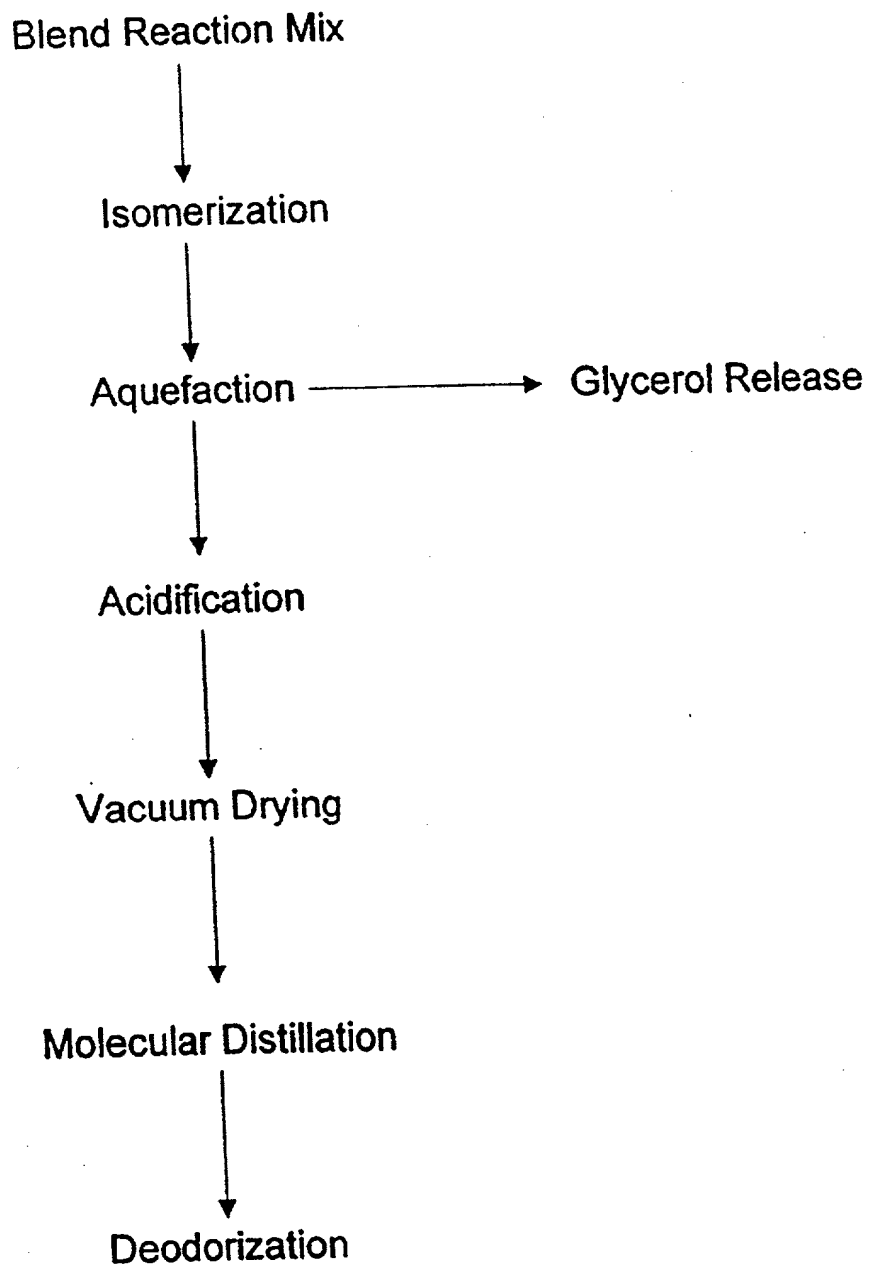 Blend Reaction Mix
Isomerization
Aquefaction
Glycerol Release
Acidification
Vacuum Drying
Molecular Distillation
Deodorization